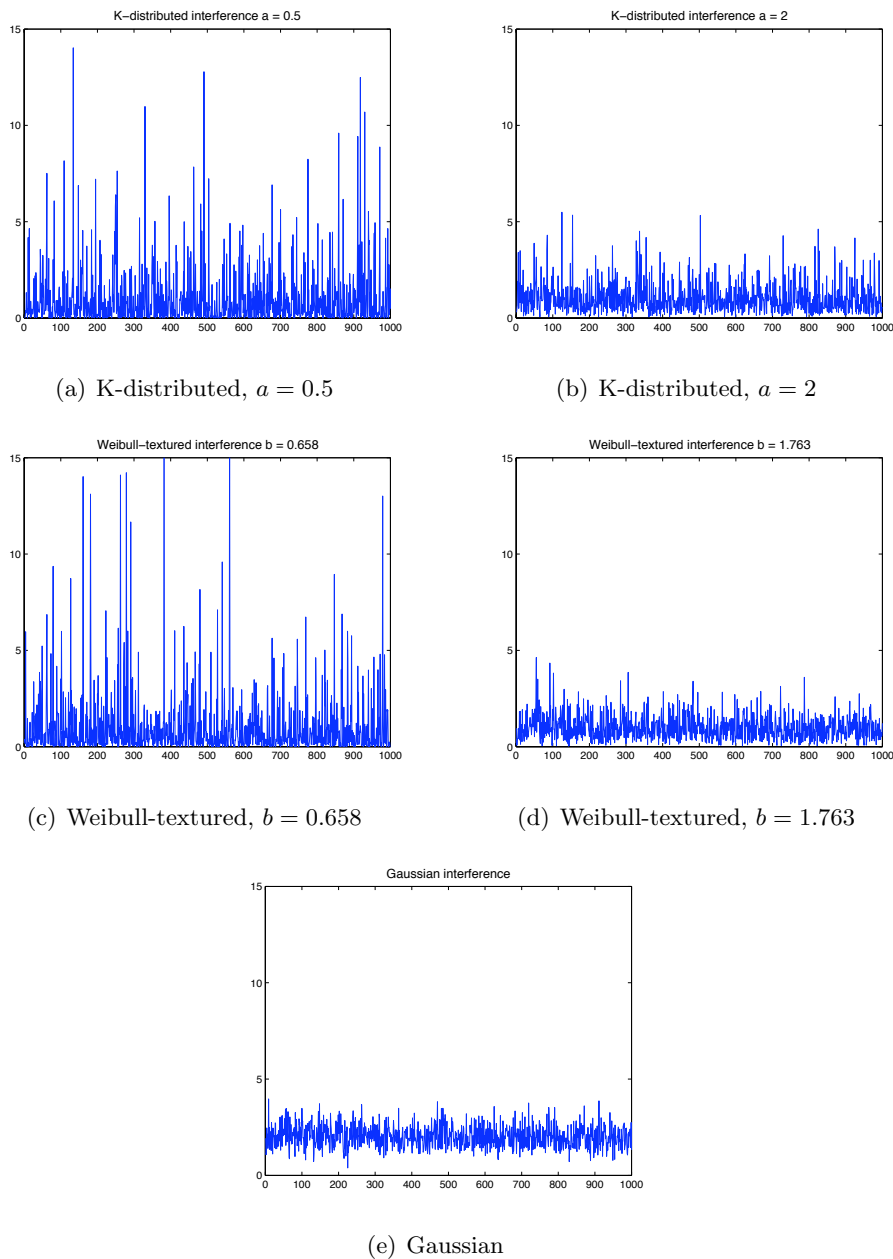 K-distributed interference a = 0.5
15
10
5
0
0 100 200 300 400 500 600 700 800 900 1000
(a) K-distributed, a = 0.5
K-distributed interference a = 2
15
10
5
0
0 100 200 300 400 500 600 700 800 900 1000
(b) K-distributed, a = 2
Weibull-textured interference b = 0.658
15
10
5
0
0 100 200 300 400 500 600 700 800 900 1000
(c) Weibull-textured, b = 0.658
Weibull-textured interference b = 1.763
15
10
5
0
0 100 200 300 400 500 600 700 800 900 1000
(d) Weibull-textured, b = 1.763
Gaussian interference
15
10
5
0
0 100 200 300 400 500 600 700 800 900 1000
(e) Gaussian